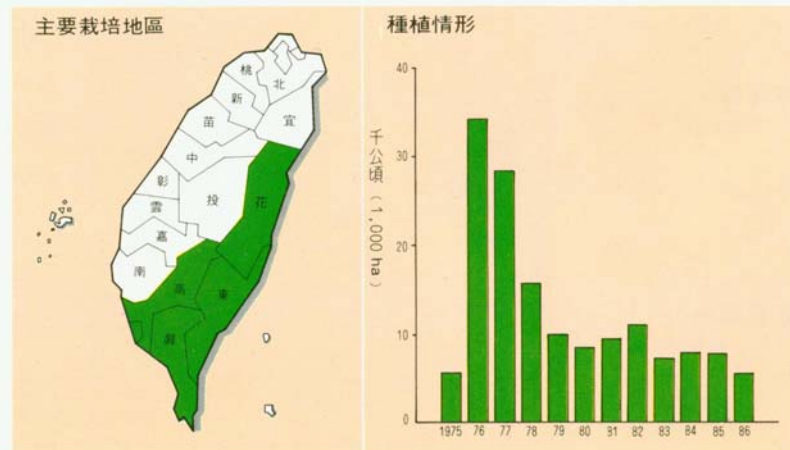 主要栽培地區
桃
北
新
宜
苗
中
彰
投
花
雲
嘉
南
高
東
屏
種植情形
千公頃（1,000 ha）
40
30
20
10
0
1975 76 77 78 79 80 81 82 83 84 85 86